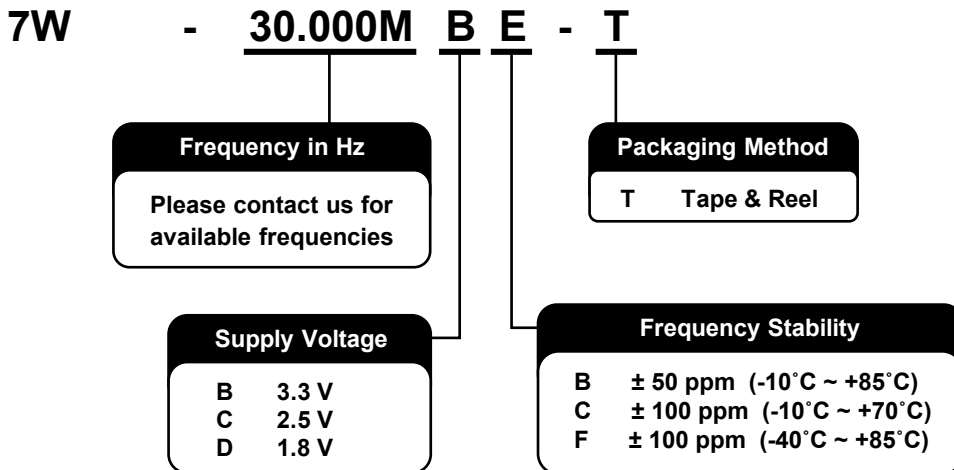 7W - 30.000M B E - T
Frequency in Hz
Please contact us for
available frequencies
Packaging Method
T Tape & Reel
Supply Voltage
B 3.3 V
C 2.5 V
D 1.8 V
Frequency Stability
B ± 50 ppm (-10˚C ~ +85˚C)
C ± 100 ppm (-10˚C ~ +70˚C)
F ± 100 ppm (-40˚C ~ +85˚C)